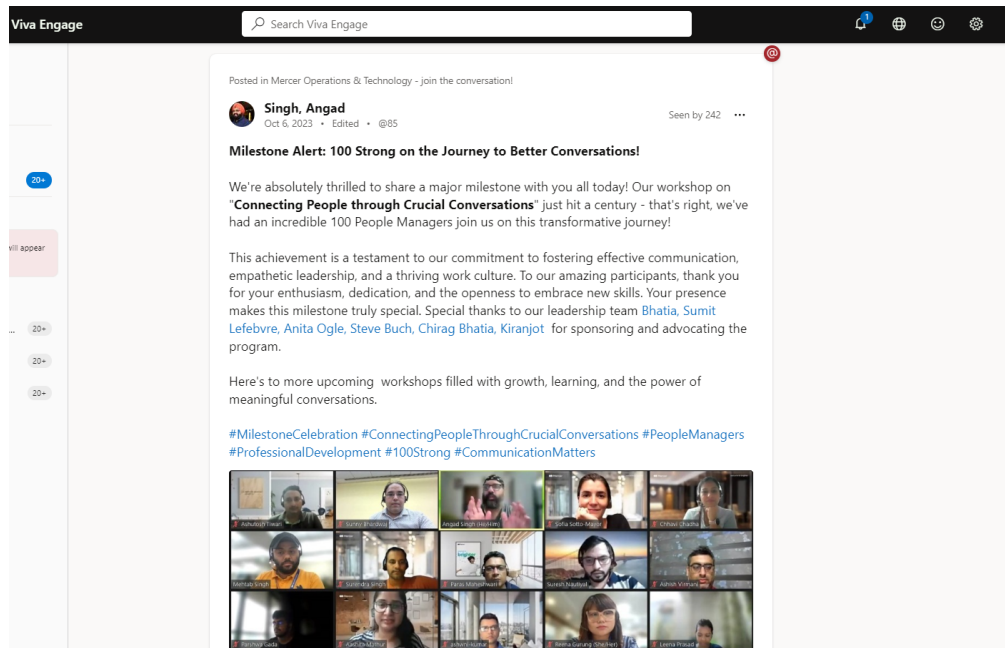 Viva Engage
Search Viva Engage
1
Posted in Mercer Operations & Technology - join the conversation!
Singh, Angad
Oct 6, 2023 • Edited • @85
Seen by 242
Milestone Alert: 100 Strong on the Journey to Better Conversations!
We're absolutely thrilled to share a major milestone with you all today! Our workshop on
"Connecting People through Crucial Conversations" just hit a century - that's right, we've
had an incredible 100 People Managers join us on this transformative journey!
This achievement is a testament to our commitment to fostering effective communication,
empathetic leadership, and a thriving work culture. To our amazing participants, thank you
for your enthusiasm, dedication, and the openness to embrace new skills. Your presence
makes this milestone truly special. Special thanks to our leadership team Bhatia, Sumit
Lefebvre, Anita Ogle, Steve Buch, Chirag Bhatia, Kiranjot for sponsoring and advocating the
program.
Here's to more upcoming workshops filled with growth, learning, and the power of
meaningful conversations.
#MilestoneCelebration #ConnectingPeopleThroughCrucialConversations #PeopleManagers
#ProfessionalDevelopment #100Strong #CommunicationMatters
20+
will appear
... 20+
20+
20+
@
Ashutosh Tiwari
Sunny Bhardwaj
Angad Singh (He/Him)
Sofia Sotto-Mayor
Chhavi Chadha
Mehtab Singh
Surendra Singh
Paras Maheshwari
Suresh Nautiyal
Ashish Virmani
Gada
Mathur
Ashwini Kumar
Reena Gurung (She/Her)
Leena Prasad